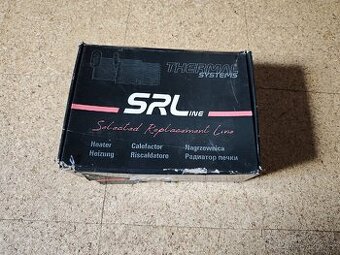 THERMAL
SYSTEMS
SRLINE
Selected Replacement Line
Heater Calefactor Nagrzewnica
Heizung Riscaldatore Радиатор печки